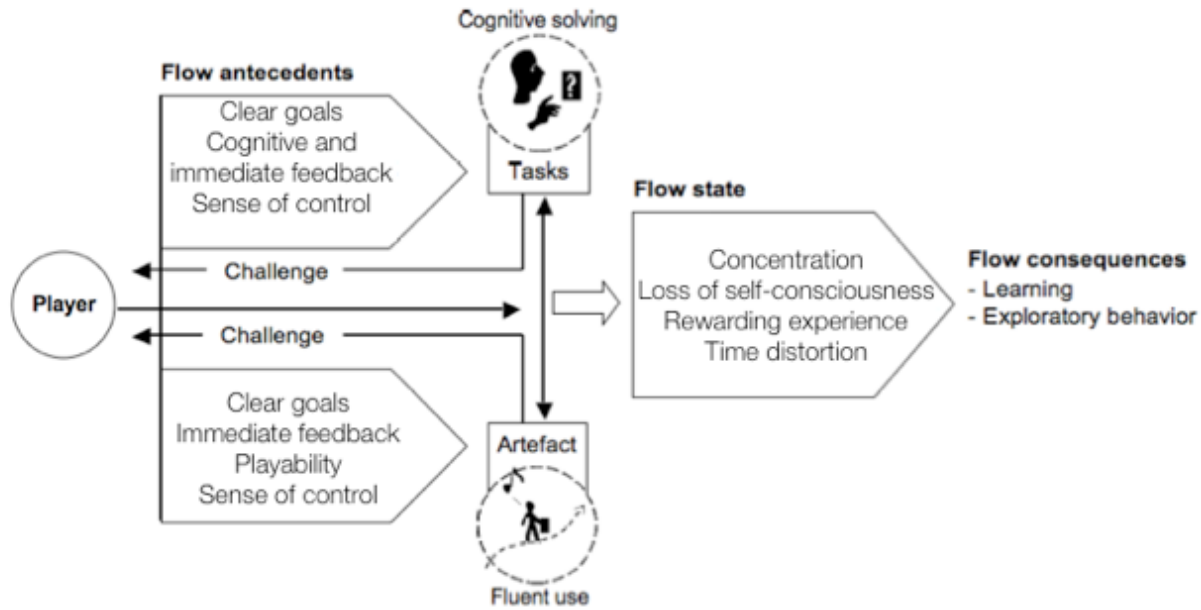 Cognitive solving
Flow antecedents
Clear goals
Cognitive and
immediate feedback
Sense of control
?
Tasks
Challenge
Player
Challenge
Clear goals
Immediate feedback
Playability
Sense of control
Artefact
Fluent use
Flow state
Concentration
Loss of self-consciousness
Rewarding experience
Time distortion
Flow consequences
- Learning
- Exploratory behavior